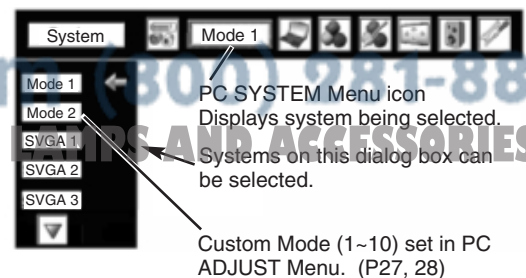 System
Mode 1
Mode 1
Mode 2
SVGA 1
SVGA 2
SVGA 3
PC SYSTEM Menu icon
Displays system being selected.
Systems on this dialog box can
be selected.
Custom Mode (1~10) set in PC
ADJUST Menu. (P27, 28)
m (800) 281-88
LAMPS AND ACCESSORIES